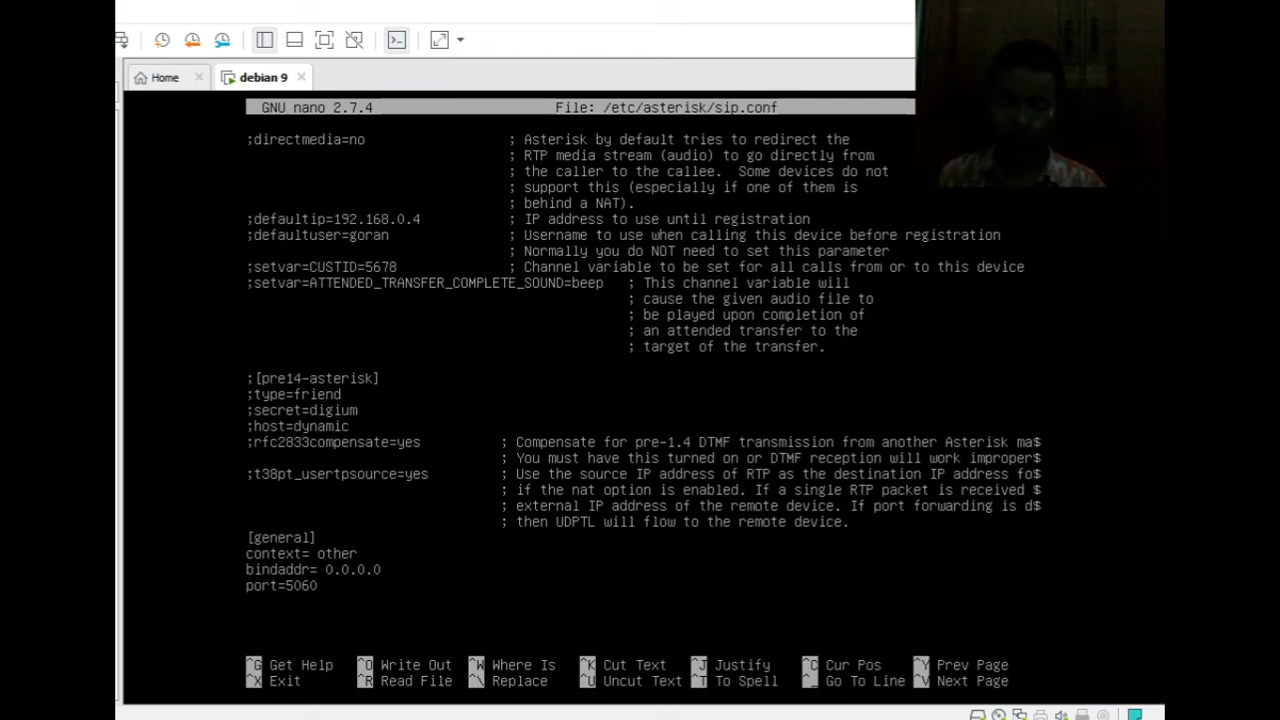 Home
debian 9
GNU nano 2.7.4 File: /etc/asterisk/sip.conf
;directmedia=no ; Asterisk by default tries to redirect the
; RTP media stream (audio) to go directly from
; the caller to the callee.  Some devices do not
; support this (especially if one of them is
; behind a NAT).
;defaultip=192.168.0.4 ; IP address to use until registration
;defaultuser=goran ; Username to use when calling this device before registration
; Normally you do NOT need to set this parameter
;setvar=CUSTID=5678 ; Channel variable to be set for all calls from or to this device
;setvar=ATTENDED_TRANSFER_COMPLETE_SOUND=beep ; This channel variable will
; cause the given audio file to
; be played upon completion of
; an attended transfer to the
; target of the transfer.
;[pre14-asterisk]
;type=friend
;secret=digium
;host=dynamic
;rfc2833compensate=yes ; Compensate for pre-1.4 DTMF transmission from another Asterisk ma$
; You must have this turned on or DTMF reception will work improper$
;t38pt_usertpsource=yes ; Use the source IP address of RTP as the destination IP address fo$
; if the nat option is enabled. If a single RTP packet is received $
; external IP address of the remote device. If port forwarding is d$
; then UDPTL will flow to the remote device.
[general]
context= other
bindaddr= 0.0.0.0
port=5060
^G Get Help ^O Write Out ^W Where Is ^K Cut Text ^J Justify ^C Cur Pos ^Y Prev Page
^X Exit ^R Read File ^\ Replace ^U Uncut Text ^T To Spell ^_ Go To Line ^V Next Page